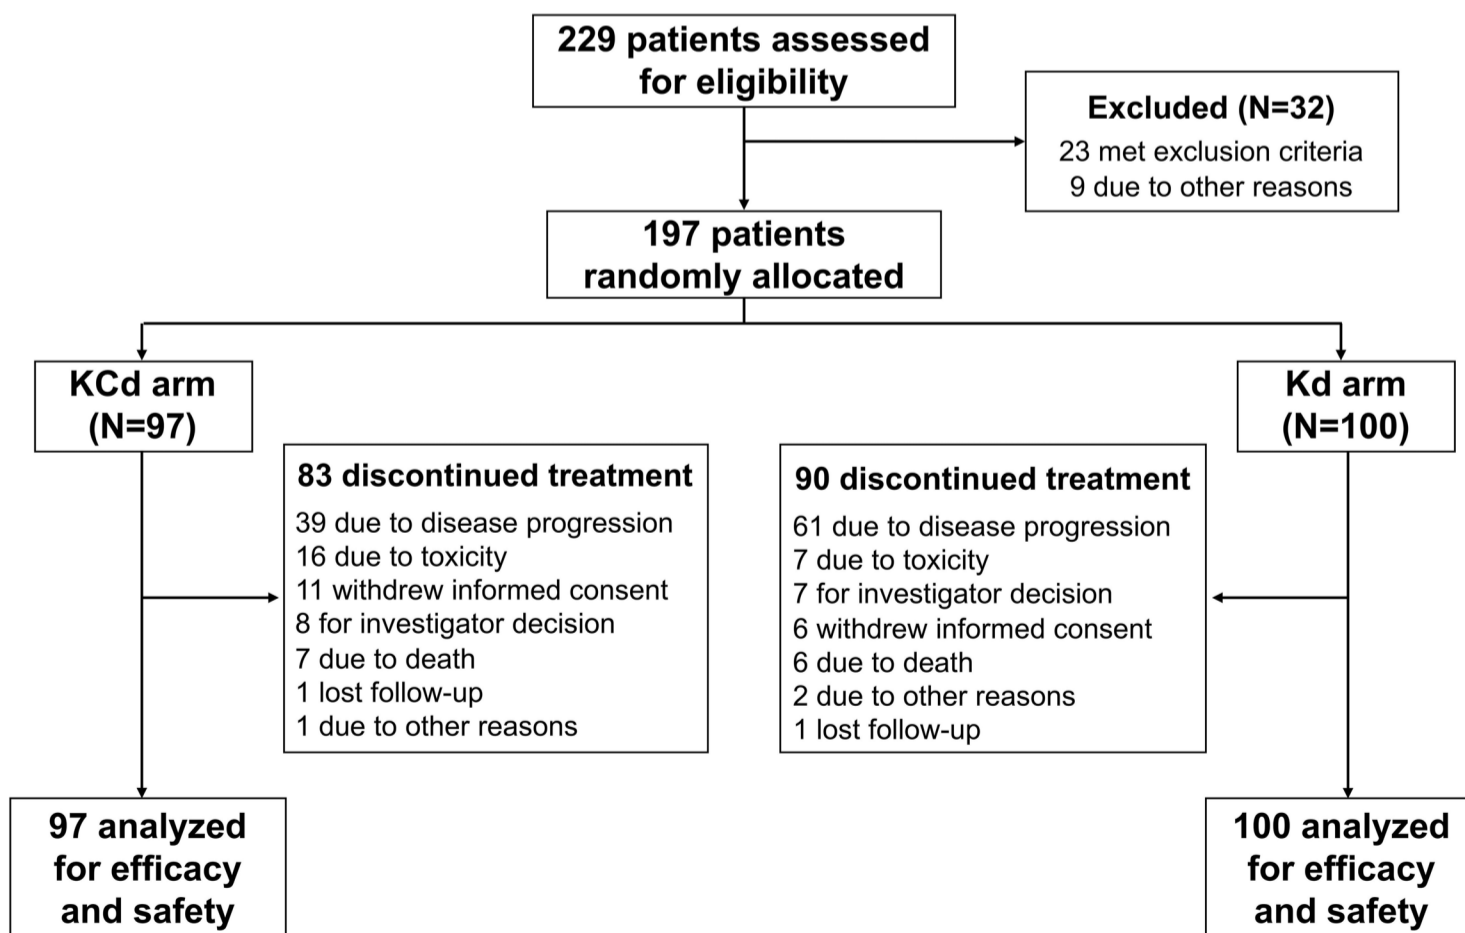 229 patients assessed
for eligibility
Excluded (N=32)
23 met exclusion criteria
9 due to other reasons
197 patients
randomly allocated
KCd arm
(N=97)
Kd arm
(N=100)
83 discontinued treatment
39 due to disease progression
16 due to toxicity
11 withdrew informed consent
8 for investigator decision
7 due to death
1 lost follow-up
1 due to other reasons
90 discontinued treatment
61 due to disease progression
7 due to toxicity
7 for investigator decision
6 withdrew informed consent
6 due to death
2 due to other reasons
1 lost follow-up
97 analyzed
for efficacy
and safety
100 analyzed
for efficacy
and safety